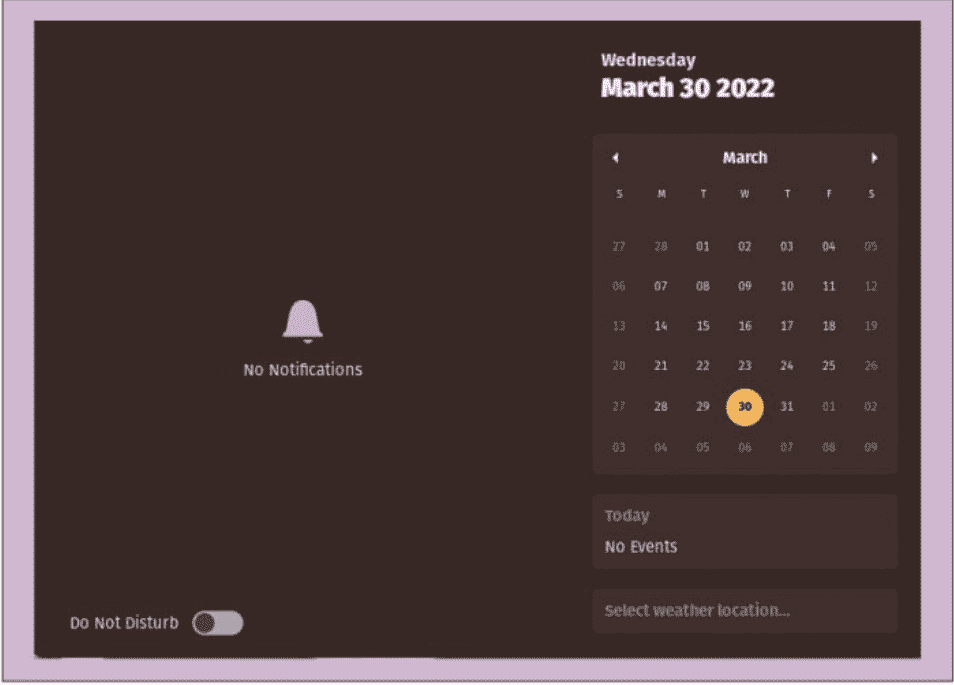 No Notifications
Do Not Disturb
Wednesday
March 30 2022
March
S M T W T F S
27 28 01 02 03 04 05
06 07 08 09 10 11 12
13 14 15 16 17 18 19
20 21 22 23 24 25 26
27 28 29 30 31 01 02
03 04 05 06 07 08 09
Today
No Events
Select weather location...